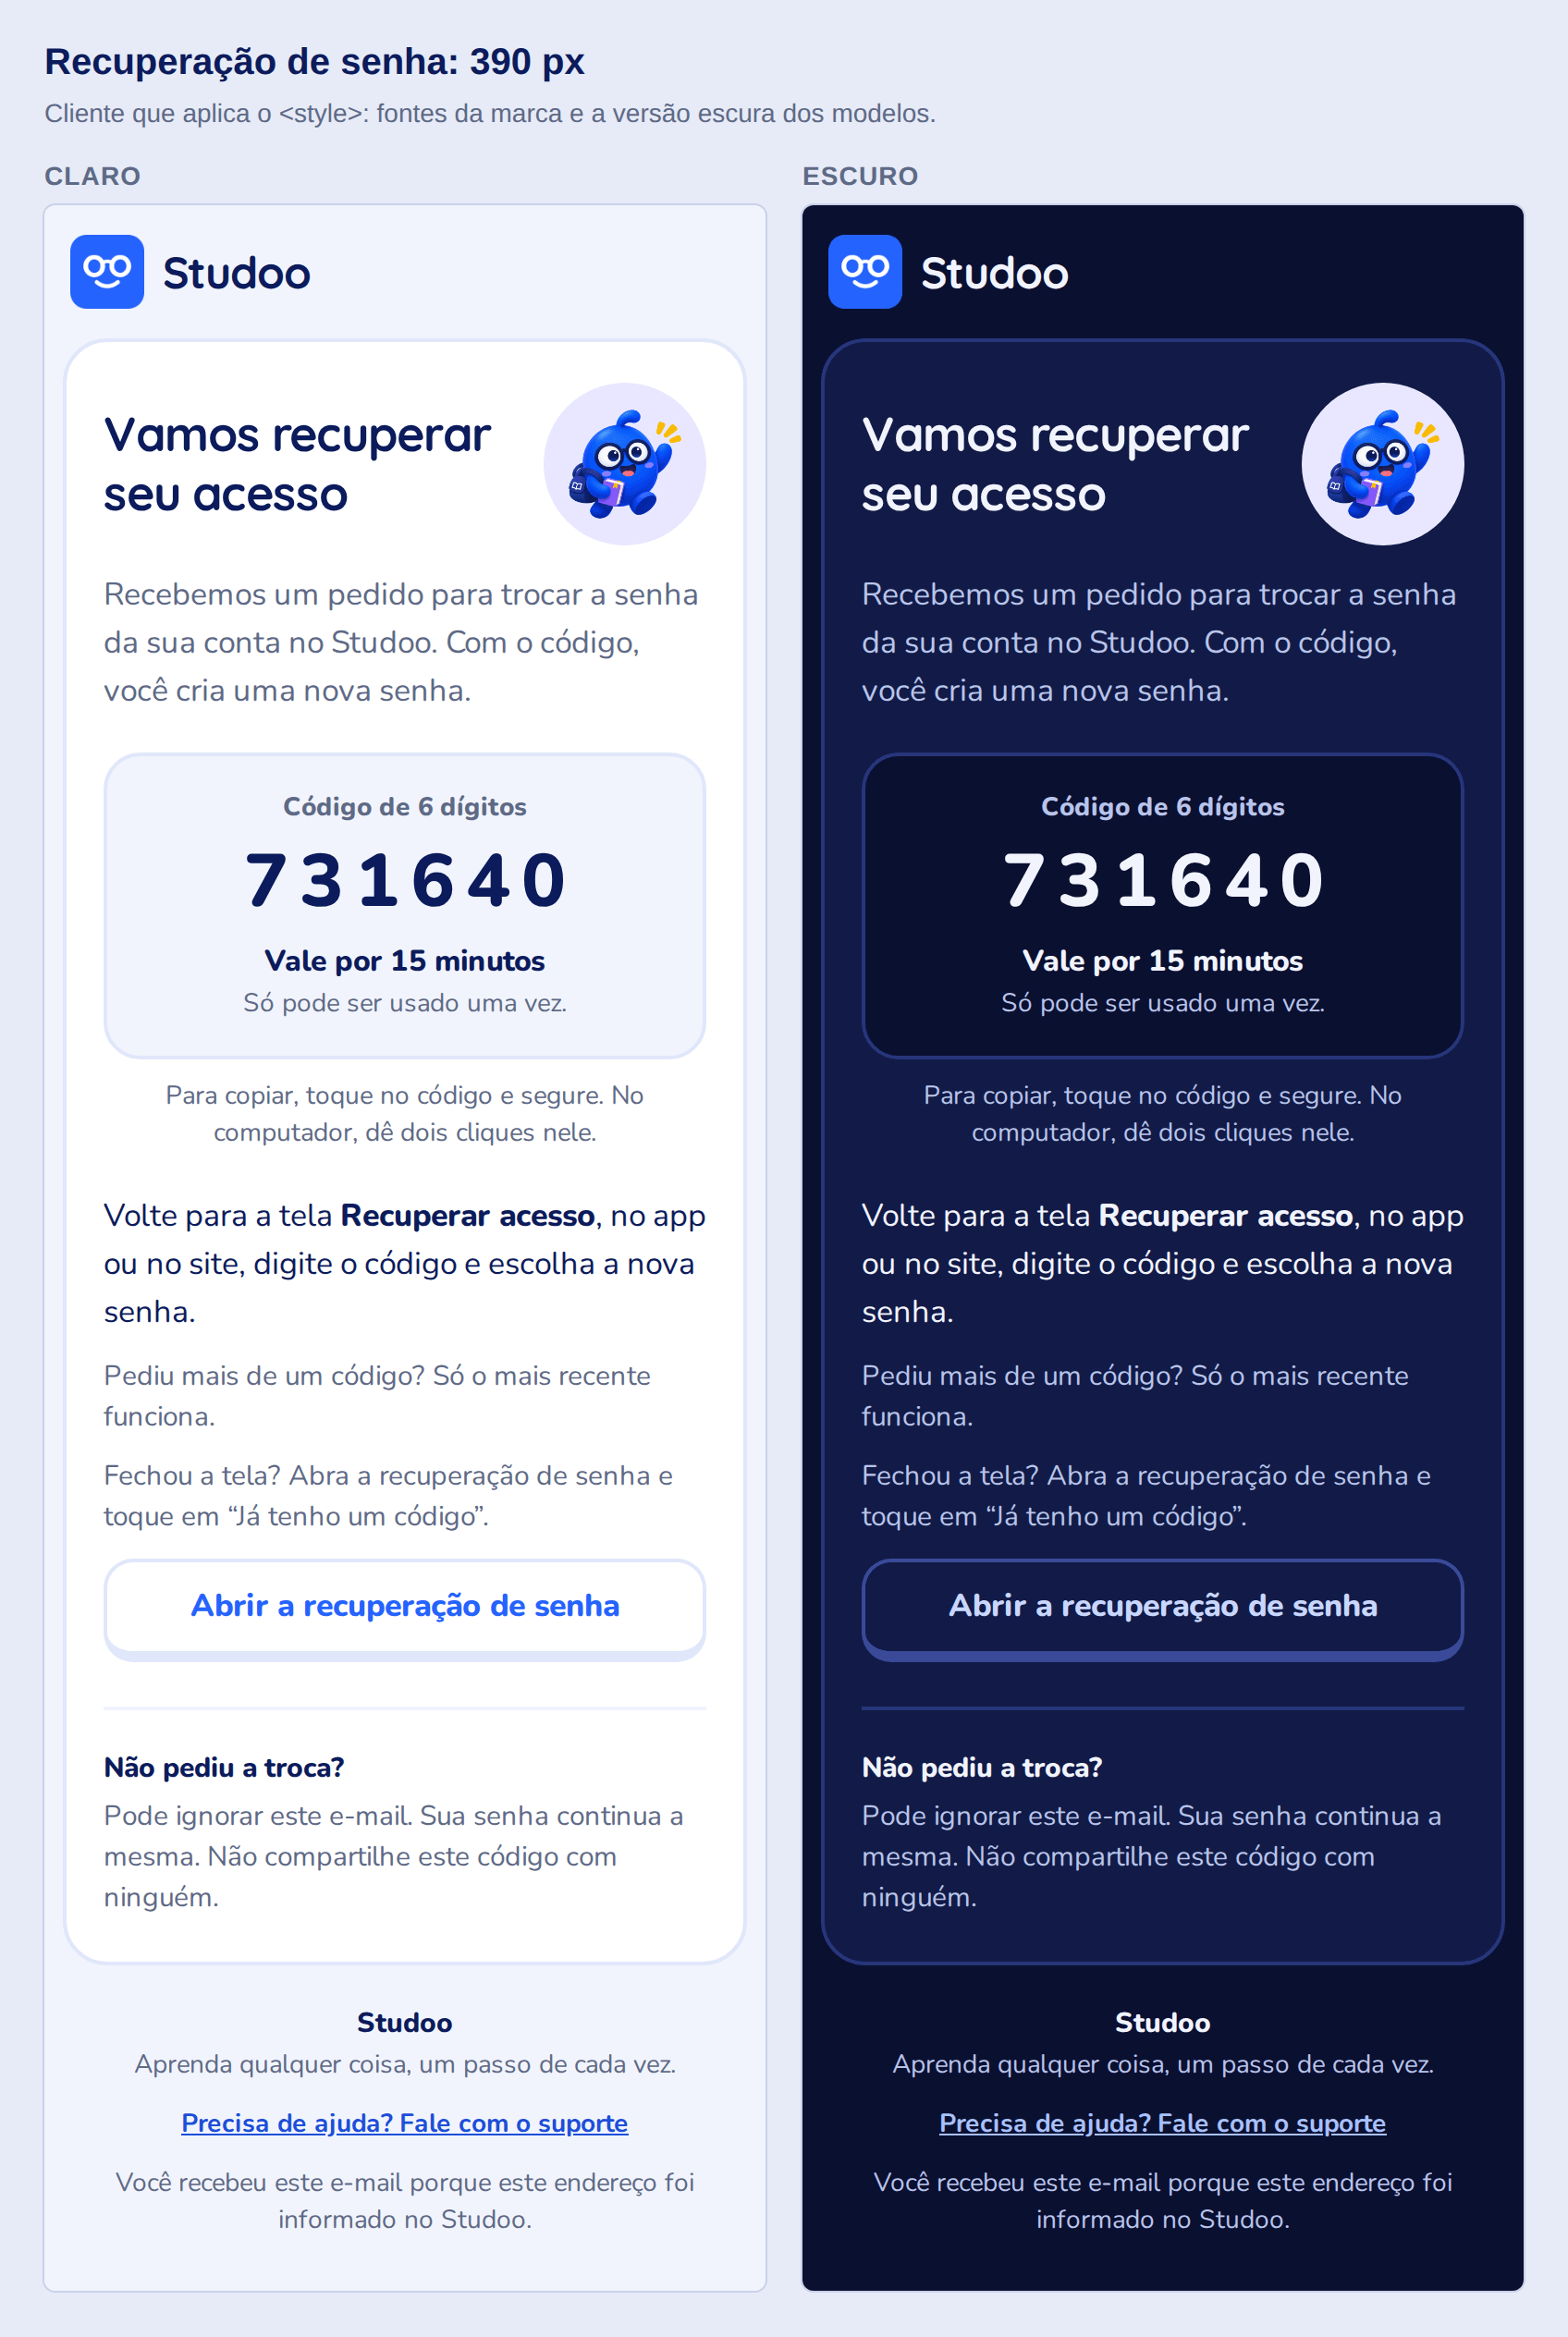 Recuperação de senha: 390 px
Cliente que aplica o <style>: fontes da marca e a versão escura dos modelos.
CLARO
Studoo
Vamos recuperar
seu acesso
Recebemos um pedido para trocar a senha
da sua conta no Studoo. Com o código,
você cria uma nova senha.
Código de 6 dígitos
731640
Vale por 15 minutos
Só pode ser usado uma vez.
Para copiar, toque no código e segure. No
computador, dê dois cliques nele.
Volte para a tela Recuperar acesso, no app
ou no site, digite o código e escolha a nova
senha.
Pediu mais de um código? Só o mais recente
funciona.
Fechou a tela? Abra a recuperação de senha e
toque em “Já tenho um código”.
Abrir a recuperação de senha
Não pediu a troca?
Pode ignorar este e-mail. Sua senha continua a
mesma. Não compartilhe este código com
ninguém.
Studoo
Aprenda qualquer coisa, um passo de cada vez.
Precisa de ajuda? Fale com o suporte
Você recebeu este e-mail porque este endereço foi
informado no Studoo.
ESCURO
Studoo
Vamos recuperar
seu acesso
Recebemos um pedido para trocar a senha
da sua conta no Studoo. Com o código,
você cria uma nova senha.
Código de 6 dígitos
731640
Vale por 15 minutos
Só pode ser usado uma vez.
Para copiar, toque no código e segure. No
computador, dê dois cliques nele.
Volte para a tela Recuperar acesso, no app
ou no site, digite o código e escolha a nova
senha.
Pediu mais de um código? Só o mais recente
funciona.
Fechou a tela? Abra a recuperação de senha e
toque em “Já tenho um código”.
Abrir a recuperação de senha
Não pediu a troca?
Pode ignorar este e-mail. Sua senha continua a
mesma. Não compartilhe este código com
ninguém.
Studoo
Aprenda qualquer coisa, um passo de cada vez.
Precisa de ajuda? Fale com o suporte
Você recebeu este e-mail porque este endereço foi
informado no Studoo.